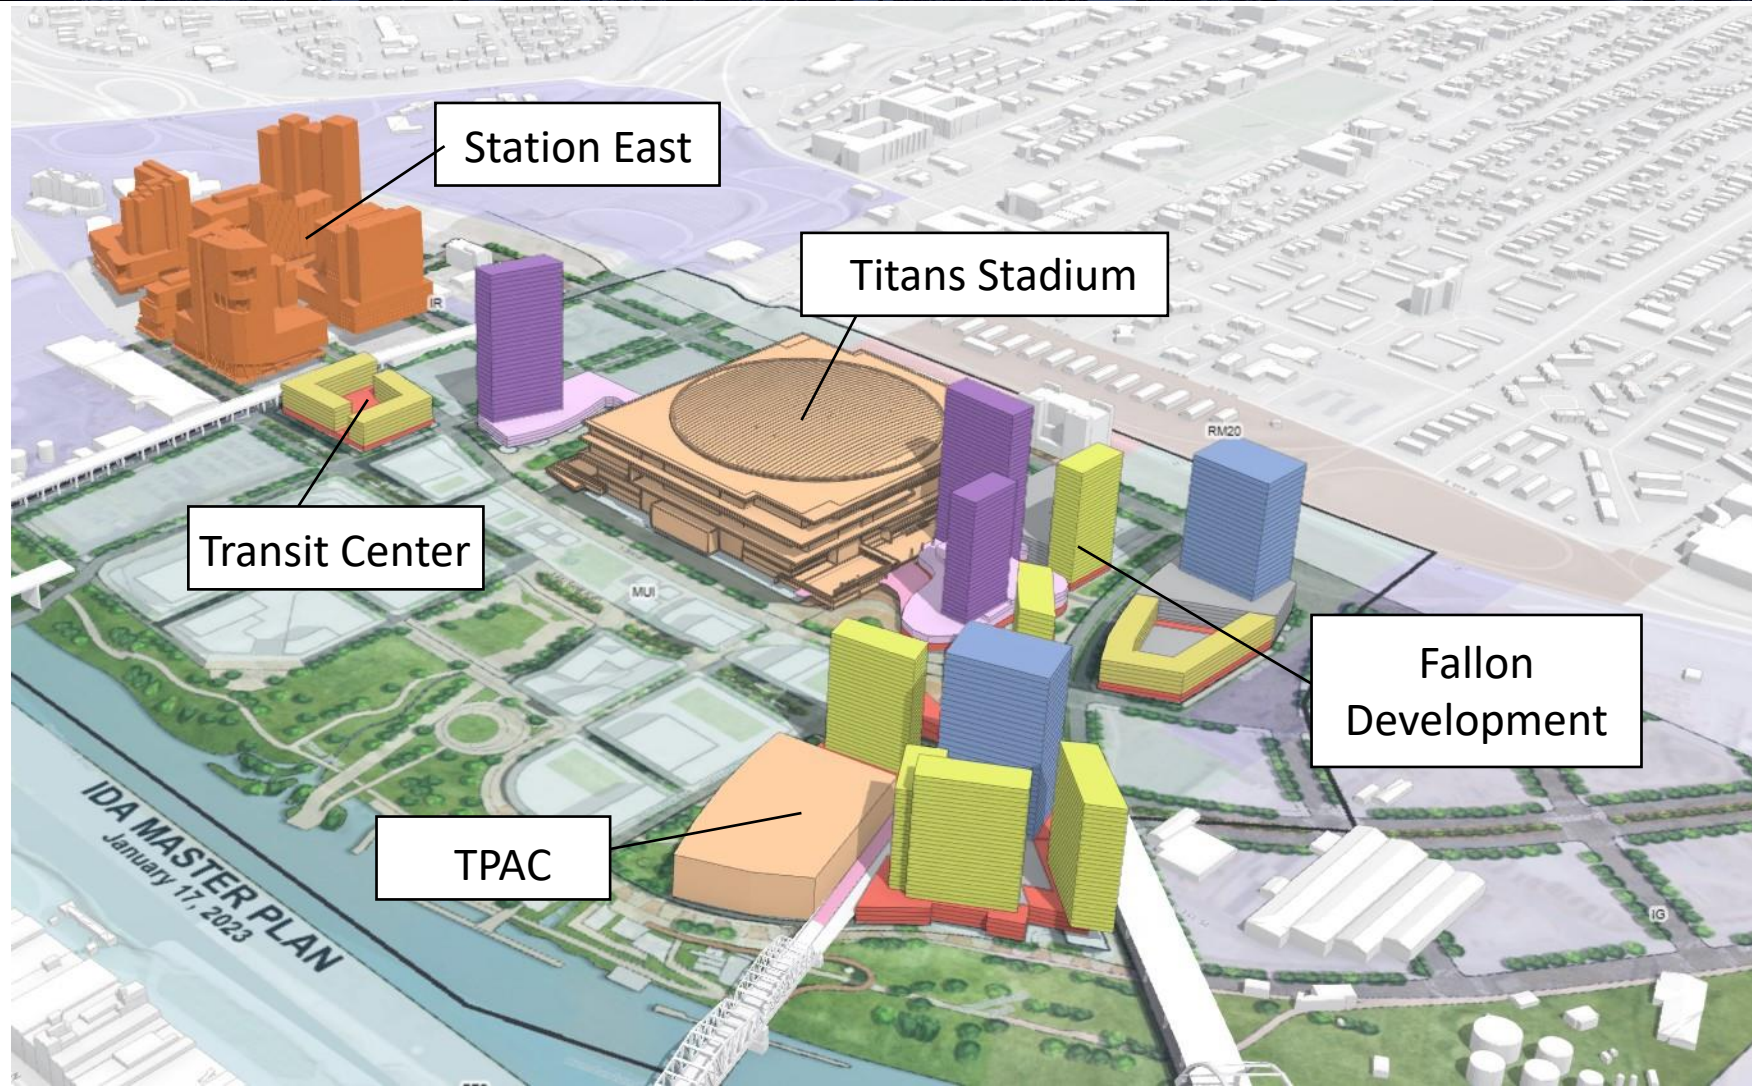 Station East
Titans Stadium
IR
RM20
Transit Center
MUI
Fallon
Development
TPAC
IDA MASTER PLAN
January 17, 2023
IG